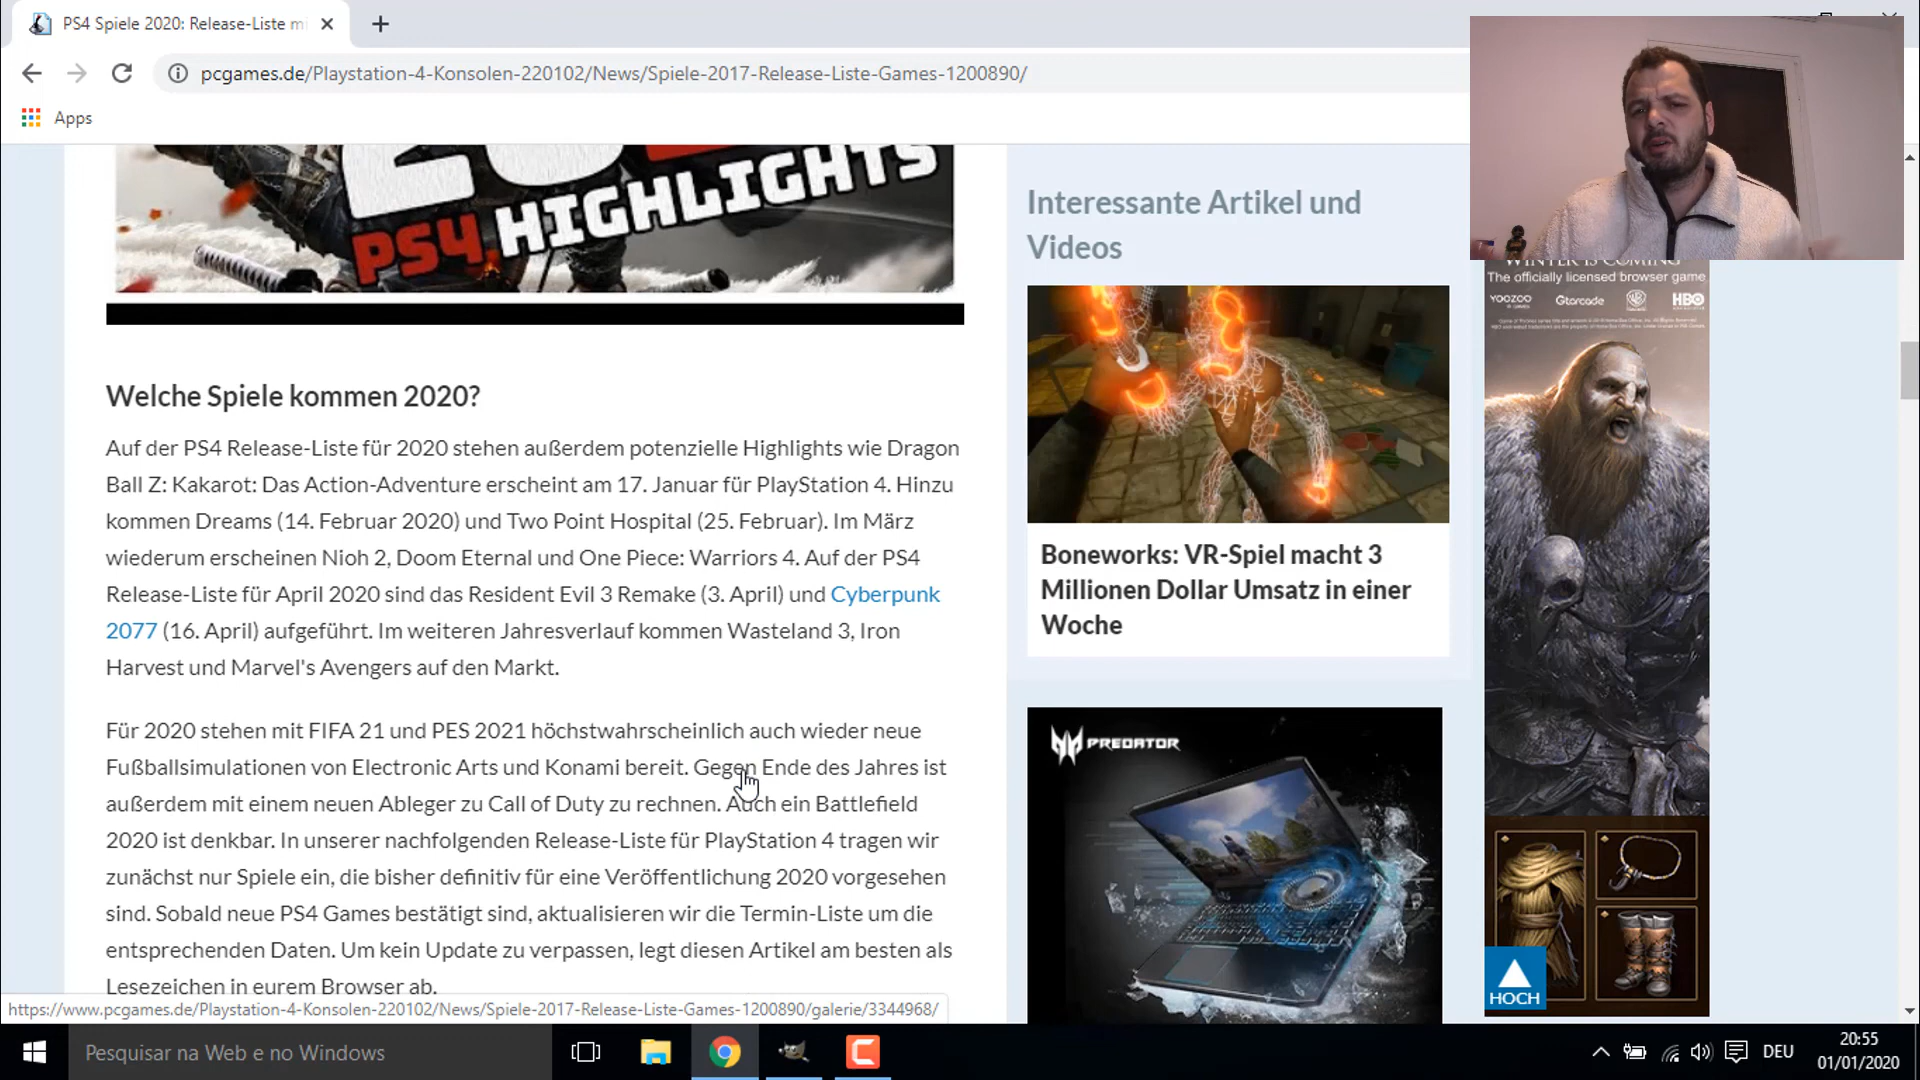 PS4 Spiele 2020: Release-Liste mi
pcgames.de/Playstation-4-Konsolen-220102/News/Spiele-2017-Release-Liste-Games-1200890/
Apps
PS4 HIGHLIGHTS
Welche Spiele kommen 2020?
Auf der PS4 Release-Liste für 2020 stehen außerdem potenzielle Highlights wie Dragon
Ball Z: Kakarot: Das Action-Adventure erscheint am 17. Januar für PlayStation 4. Hinzu
kommen Dreams (14. Februar 2020) und Two Point Hospital (25. Februar). Im März
wiederum erscheinen Nioh 2, Doom Eternal und One Piece: Warriors 4. Auf der PS4
Release-Liste für April 2020 sind das Resident Evil 3 Remake (3. April) und Cyberpunk
2077 (16. April) aufgeführt. Im weiteren Jahresverlauf kommen Wasteland 3, Iron
Harvest und Marvel's Avengers auf den Markt.
Für 2020 stehen mit FIFA 21 und PES 2021 höchstwahrscheinlich auch wieder neue
Fußballsimulationen von Electronic Arts und Konami bereit. Gegen Ende des Jahres ist
außerdem mit einem neuen Ableger zu Call of Duty zu rechnen. Auch ein Battlefield
2020 ist denkbar. In unserer nachfolgenden Release-Liste für PlayStation 4 tragen wir
zunächst nur Spiele ein, die bisher definitiv für eine Veröffentlichung 2020 vorgesehen
sind. Sobald neue PS4 Games bestätigt sind, aktualisieren wir die Termin-Liste um die
entsprechenden Daten. Um kein Update zu verpassen, legt diesen Artikel am besten als
Lesezeichen in eurem Browser ab.
https://www.pcgames.de/Playstation-4-Konsolen-220102/News/Spiele-2017-Release-Liste-Games-1200890/galerie/3344968/
Interessante Artikel und
Videos
Boneworks: VR-Spiel macht 3
Millionen Dollar Umsatz in einer
Woche
PREDATOR
WINTER IS COMING
The officially licensed browser game
YOOZOO
Gtarcade
WB
HBO
HOCH
Pesquisar na Web e no Windows
DEU
20:55
01/01/2020